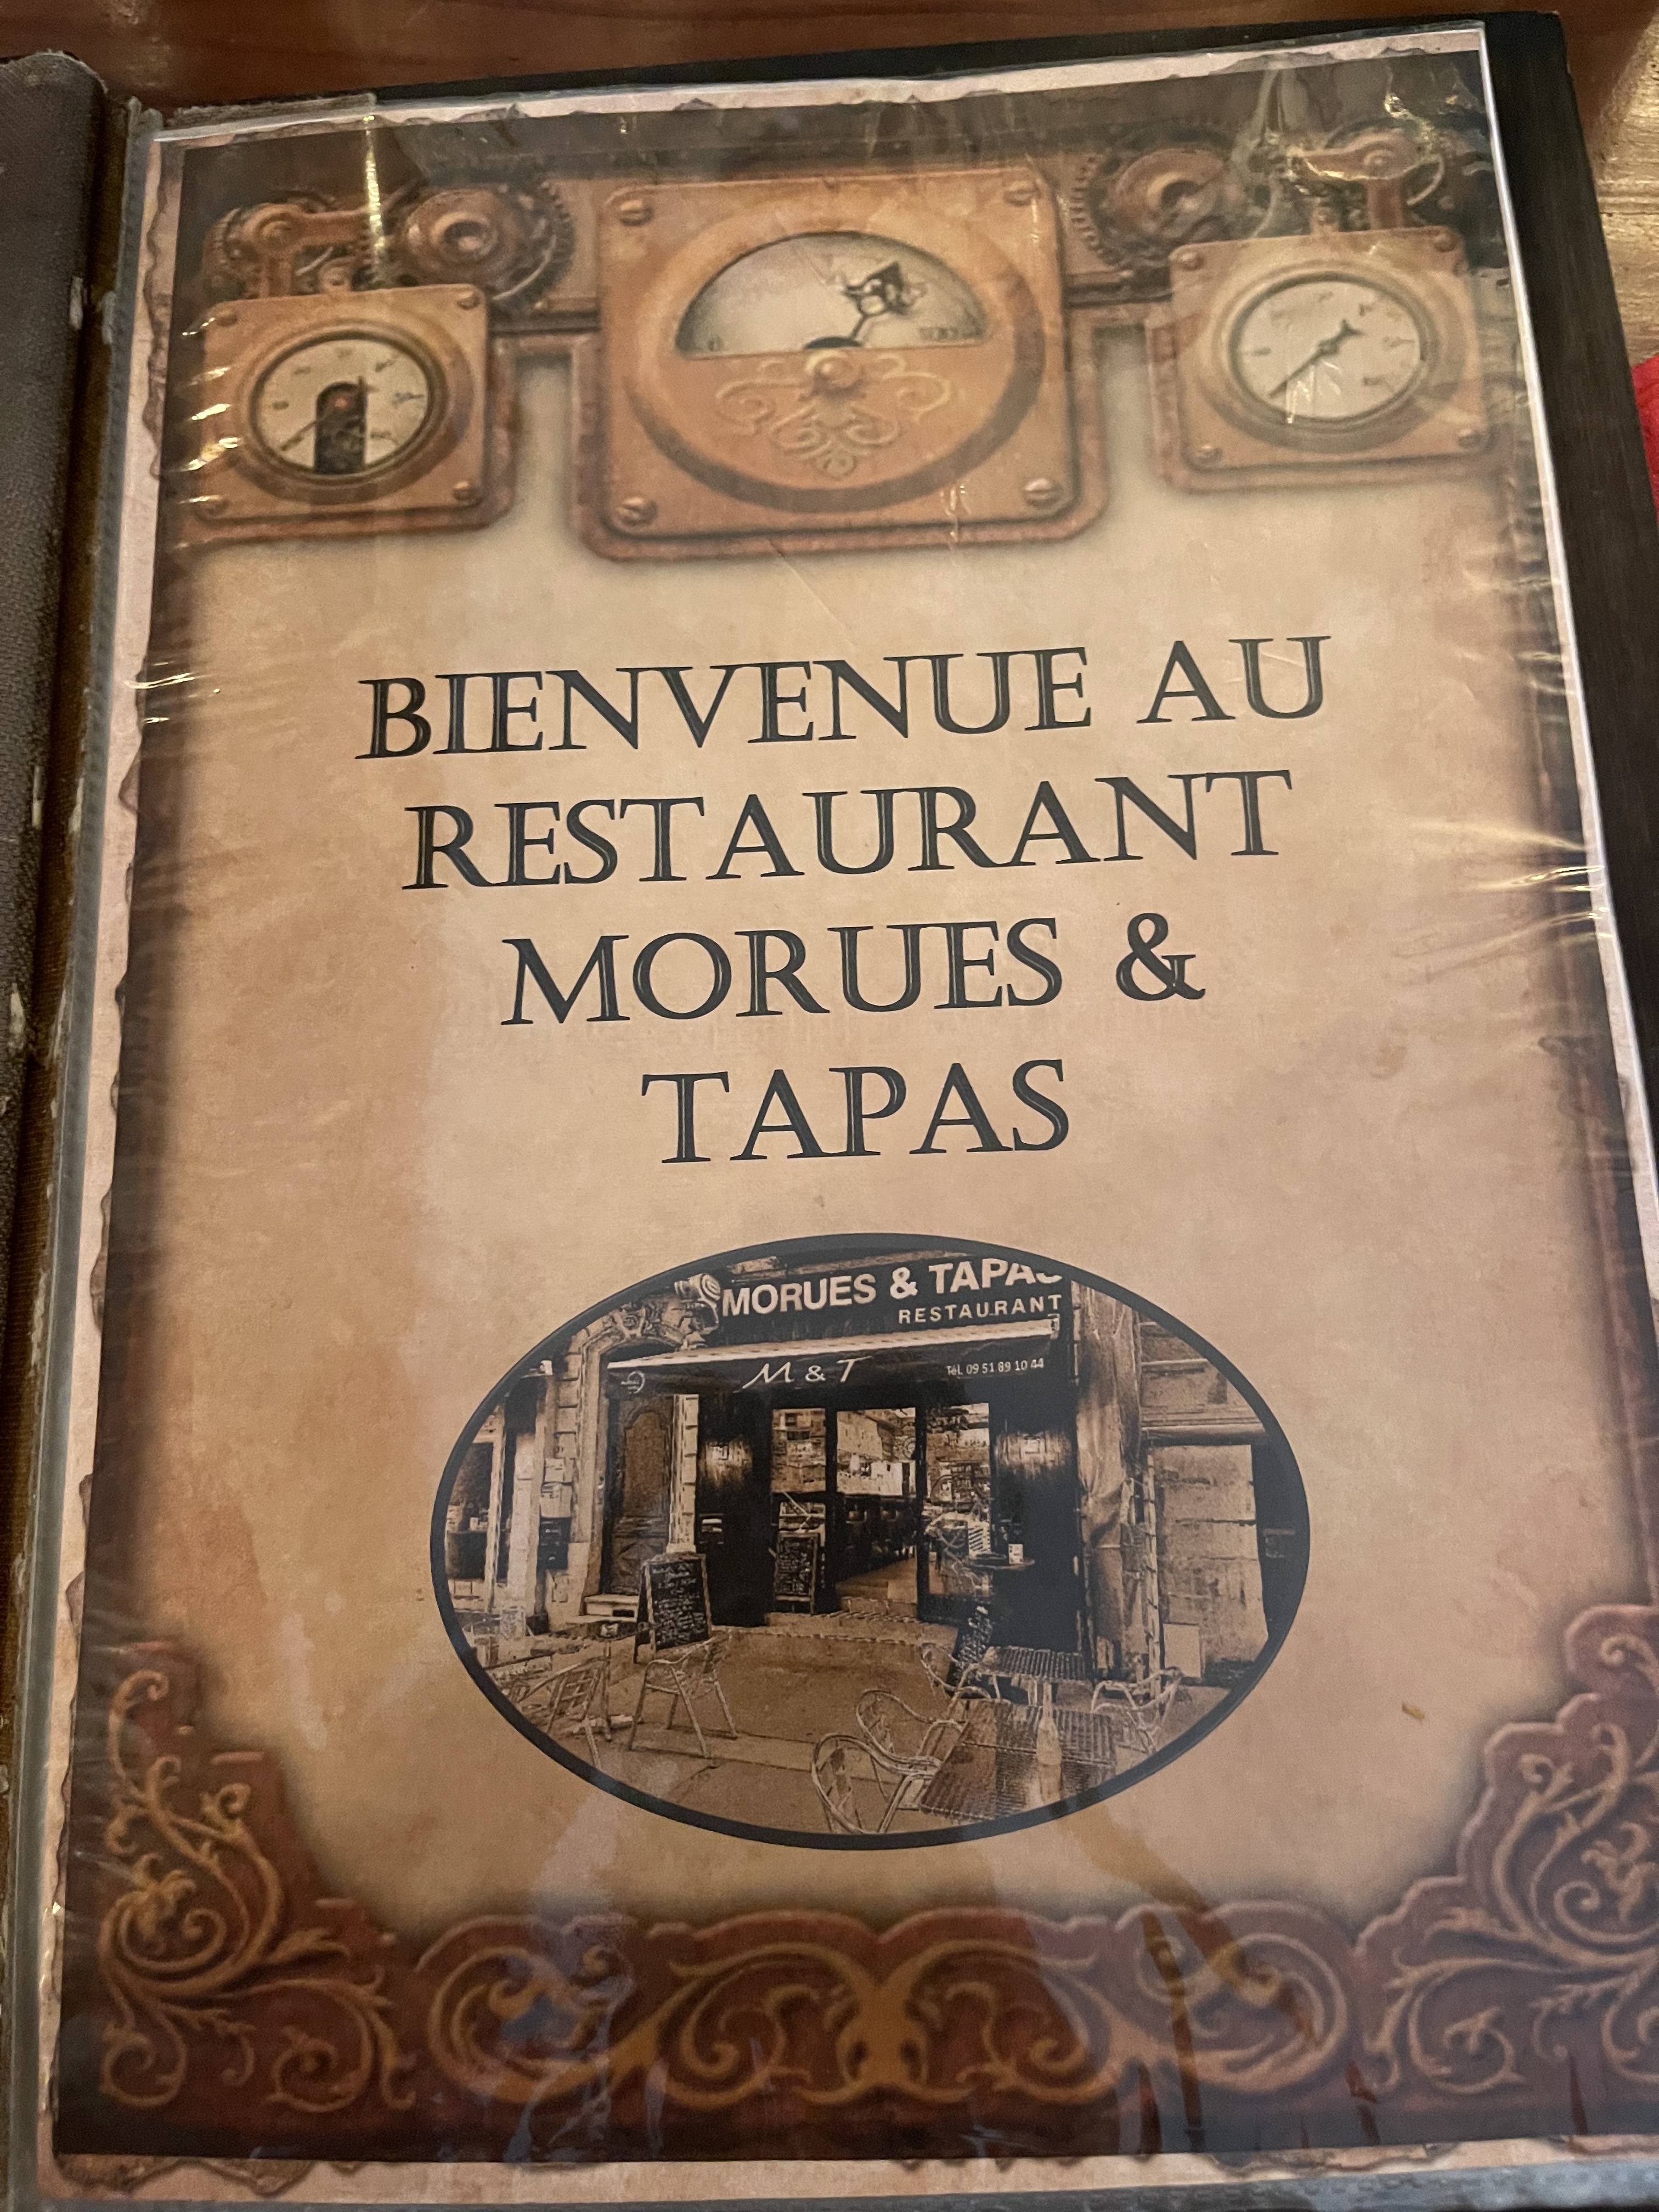 BIENVENUE AU
RESTAURANT
MORUES &
TAPAS
MORUES & TAPAS
RESTAURANT
M & T
Tél. 09 51 89 10 44